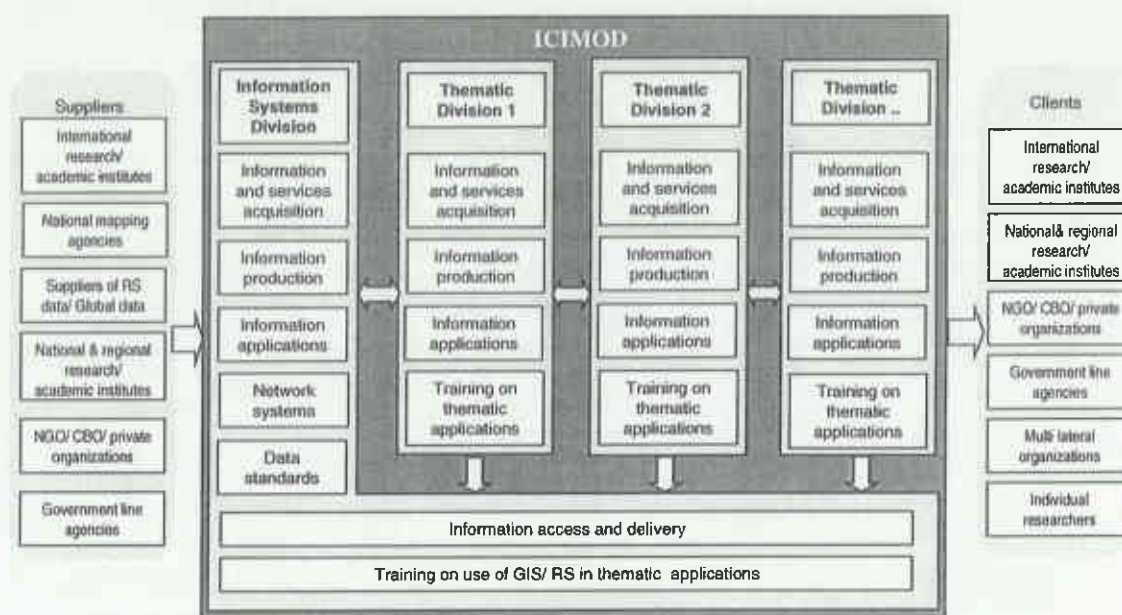 ICIMOD
Suppliers
International
research/
academic institutes
National mapping
agencies
Suppliers of RS
data/ Global data
National & regional
research/
academic institutes
NGO/ CBO/ private
organizations
Government line
agencies
Information
Systems
Division
Information
and services
acquisition
Information
production
Information
applications
Network
systems
Data
standards
Thematic
Division 1
Information
and services
acquisition
Information
production
Information
applications
Training on
thematic
applications
Thematic
Division 2
Information
and services
acquisition
Information
production
Information
applications
Training on
thematic
applications
Thematic
Division ..
Information
and services
acquisition
Information
production
Information
applications
Training on
thematic
applications
Information access and delivery
Training on use of GIS/ RS in thematic applications
Clients
International
research/
academic institutes
National& regional
research/
academic institutes
NGO/ CBO/ private
organizations
Government line
agencies
Multi lateral
organizations
Individual
researchers